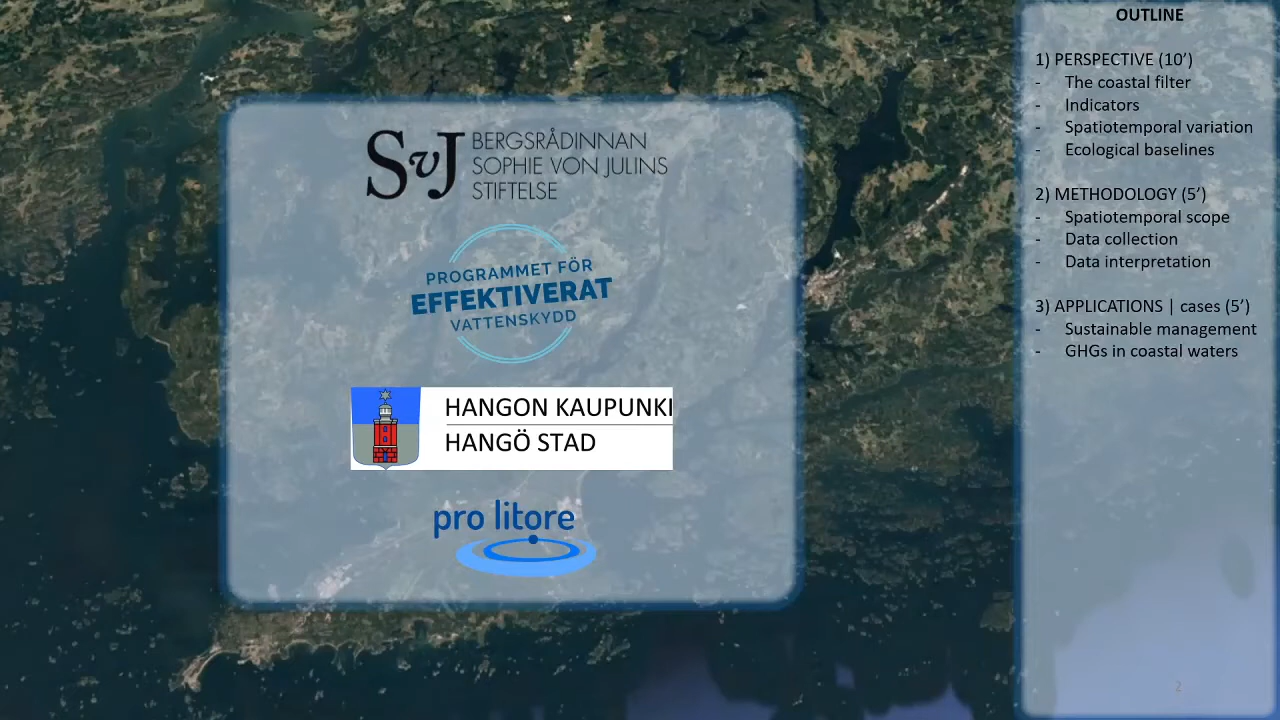 SvJ
BERGSRÅDINNAN
SOPHIE VON JULINS
STIFTELSE
PROGRAMMET FÖR
EFFEKTIVERAT
VATTENSKYDD
HANGON KAUPUNKI
HANGÖ STAD
pro litore
OUTLINE
1) PERSPECTIVE (10’)
- The coastal filter
- Indicators
- Spatiotemporal variation
- Ecological baselines
2) METHODOLOGY (5’)
- Spatiotemporal scope
- Data collection
- Data interpretation
3) APPLICATIONS | cases (5’)
- Sustainable management
- GHGs in coastal waters
2